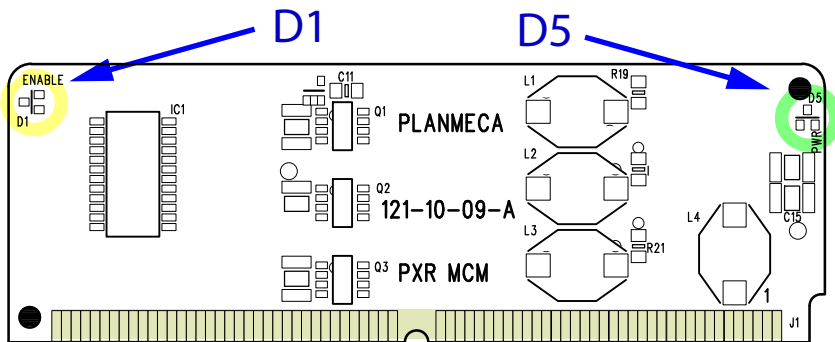 D1
D5
ENABLE
D1
IC1
C11
Q1
PLANMECA
L1
R19
D5
PWR
L2
Q2
121-10-09-A
C15
L4
L3
R21
Q3
PXR MCM
1
J1